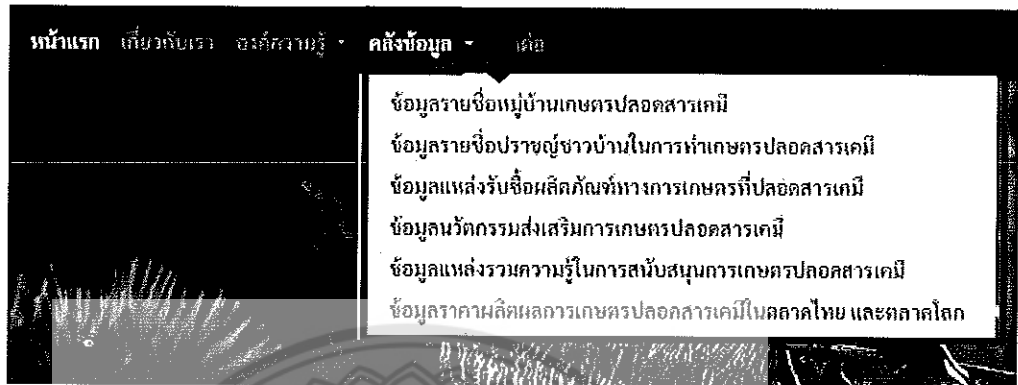 หน้าแรก เกี่ยวกับเรา องค์ความรู้ คลังข้อมูล
ข้อมูลรายชื่อหมู่บ้านเกษตรปลอดสารเคมี
ข้อมูลรายชื่อปราชญ์ชาวบ้านในการทำเกษตรปลอดสารเคมี
ข้อมูลแหล่งรับซื้อผลิตภัณฑ์ทางการเกษตรที่ปลอดสารเคมี
ข้อมูลนวัตกรรมส่งเสริมการเกษตรปลอดสารเคมี
ข้อมูลแหล่งรวมความรู้ในการสนับสนุนการเกษตรปลอดสารเคมี
ข้อมูลราคาผลิตผลการเกษตรปลอดสารเคมีในตลาดไทย และตลาดโลก